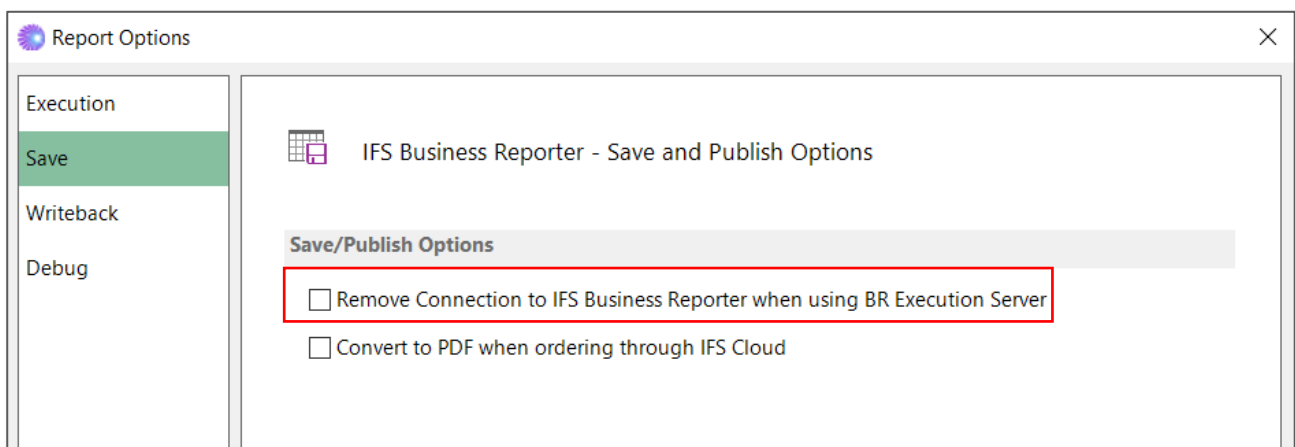 Report Options
Execution
Save
Writeback
Debug
IFS Business Reporter - Save and Publish Options
Save/Publish Options
Remove Connection to IFS Business Reporter when using BR Execution Server
Convert to PDF when ordering through IFS Cloud